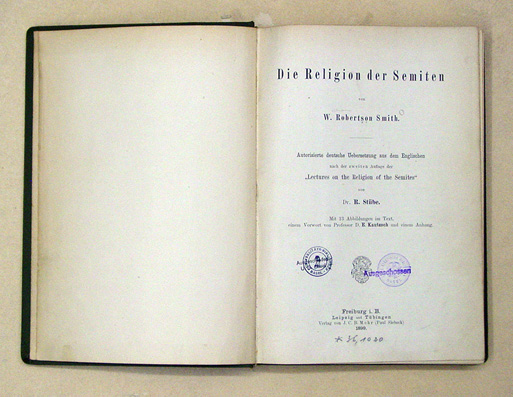 Die Religion der Semiten
von
W. Robertson Smith.
Autorisierte deutsche Uebersetzung aus dem Englischen
nach der zweiten Auflage der
„Lectures on the Religion of the Semites“
von
Dr. R. Stübe.
Mit 13 Abbildungen im Text,
einem Vorwort von Professor D. E. Kautzsch und einem Anhang.
Ausgeschossen
Freiburg i. B.
Leipzig und Tübingen
Verlag von J. C. B. Mohr (Paul Siebeck)
1899.